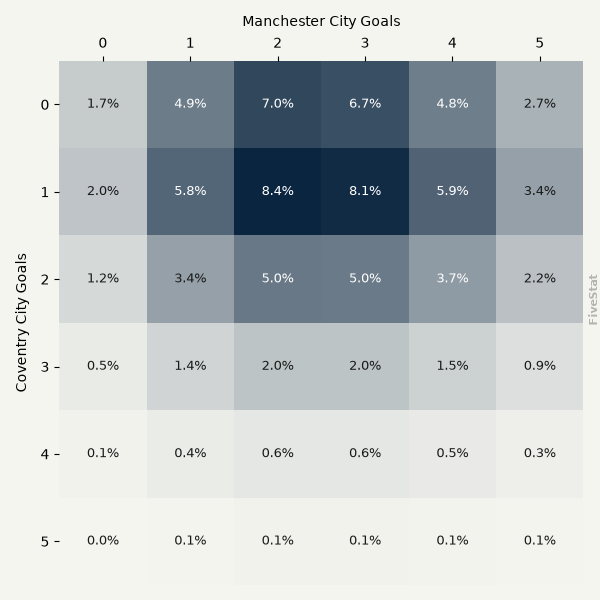 Manchester City Goals
0 1 2 3 4 5
0 1.7% 4.9% 7.0% 6.7% 4.8% 2.7%
1 2.0% 5.8% 8.4% 8.1% 5.9% 3.4%
2 1.2% 3.4% 5.0% 5.0% 3.7% 2.2%
3 0.5% 1.4% 2.0% 2.0% 1.5% 0.9%
4 0.1% 0.4% 0.6% 0.6% 0.5% 0.3%
5 0.0% 0.1% 0.1% 0.1% 0.1% 0.1%
Coventry City Goals
FiveStat